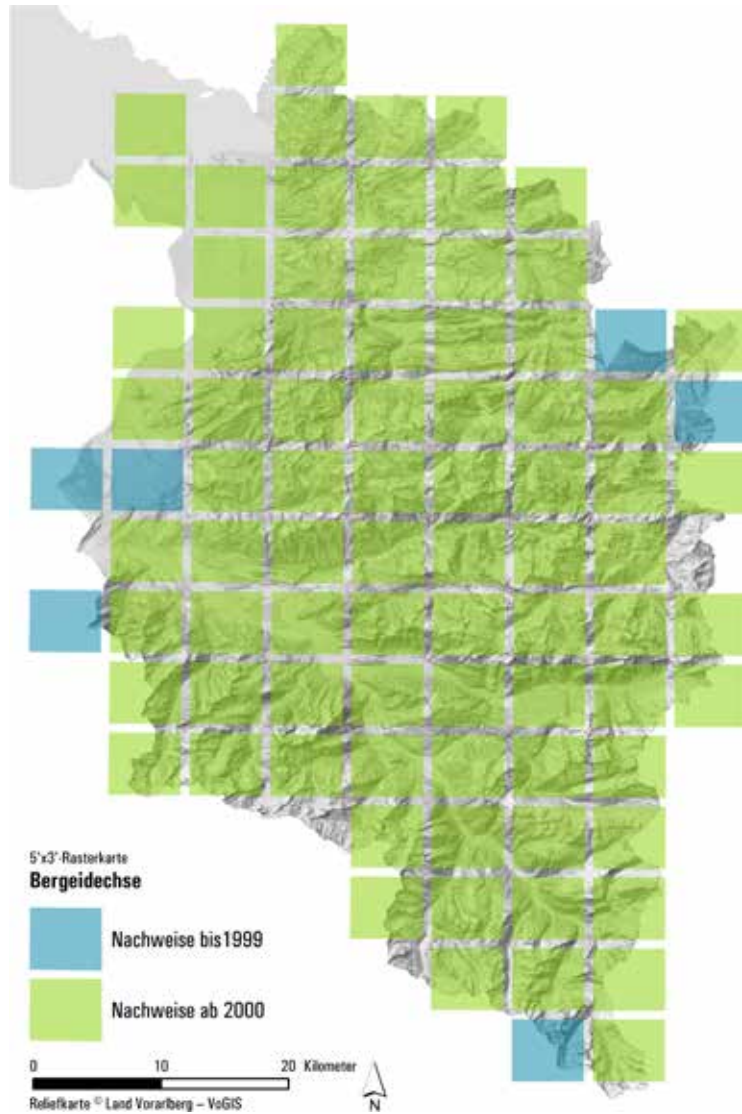 5'x3'-Rasterkarte
Bergeidechse
Nachweise bis1999
Nachweise ab 2000
0 10 20 Kilometer
N
Reliefkarte © Land Vorarlberg – VoGIS